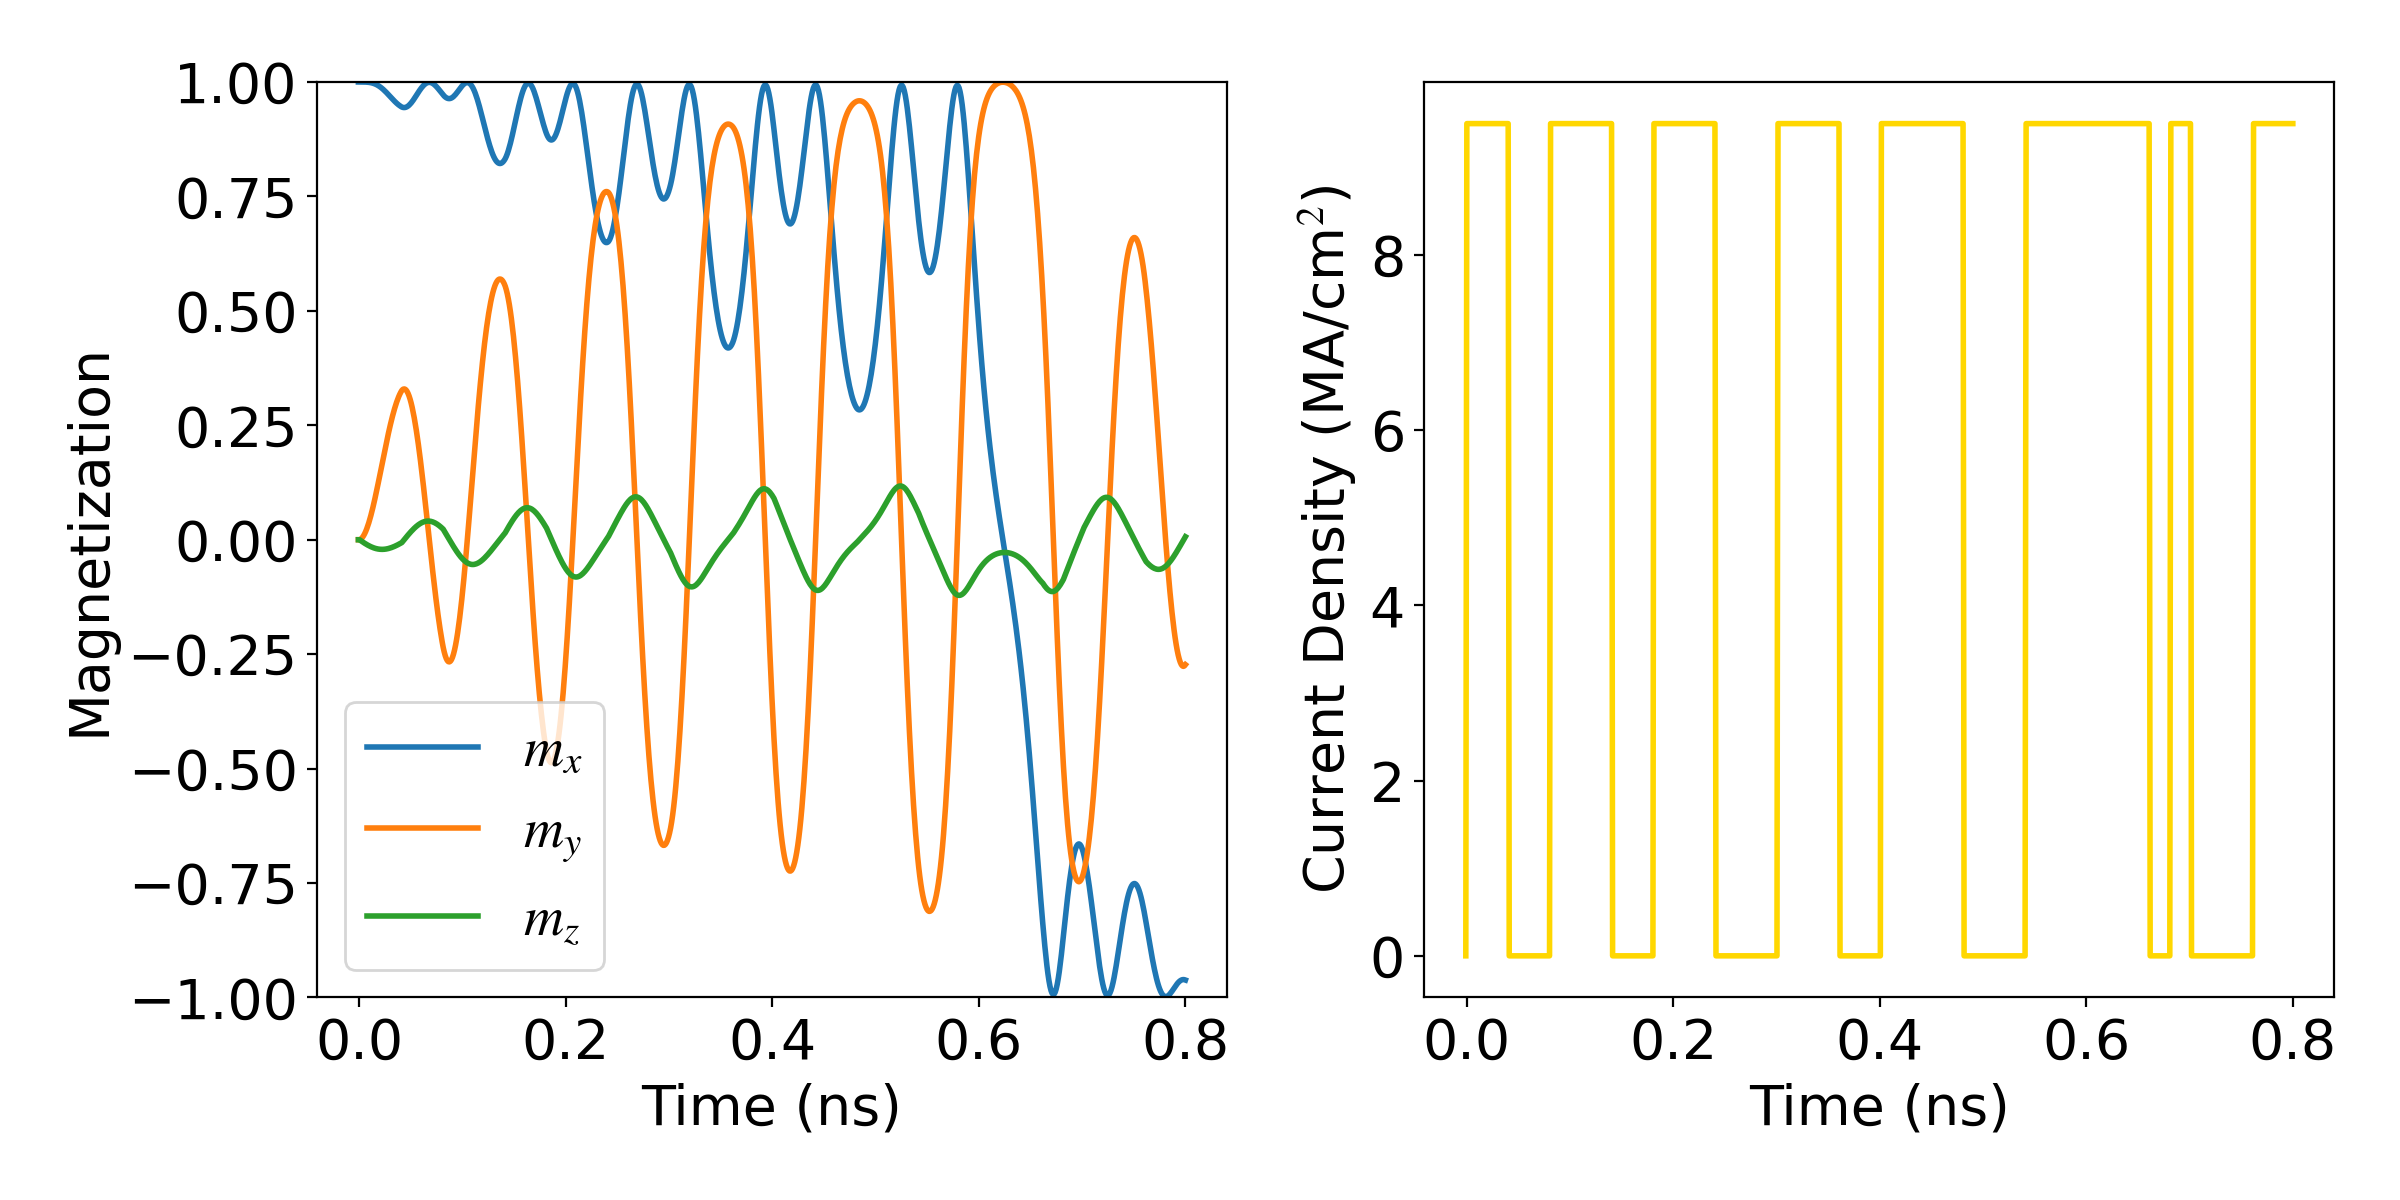 1.00
0.75
0.50
0.25
0.00
−0.25
−0.50
−0.75
−1.00
Magnetization
0.0 0.2 0.4 0.6 0.8
Time (ns)
mₓ
m_y
m_z
8
6
4
2
0
Current Density (MA/cm²)
0.0 0.2 0.4 0.6 0.8
Time (ns)